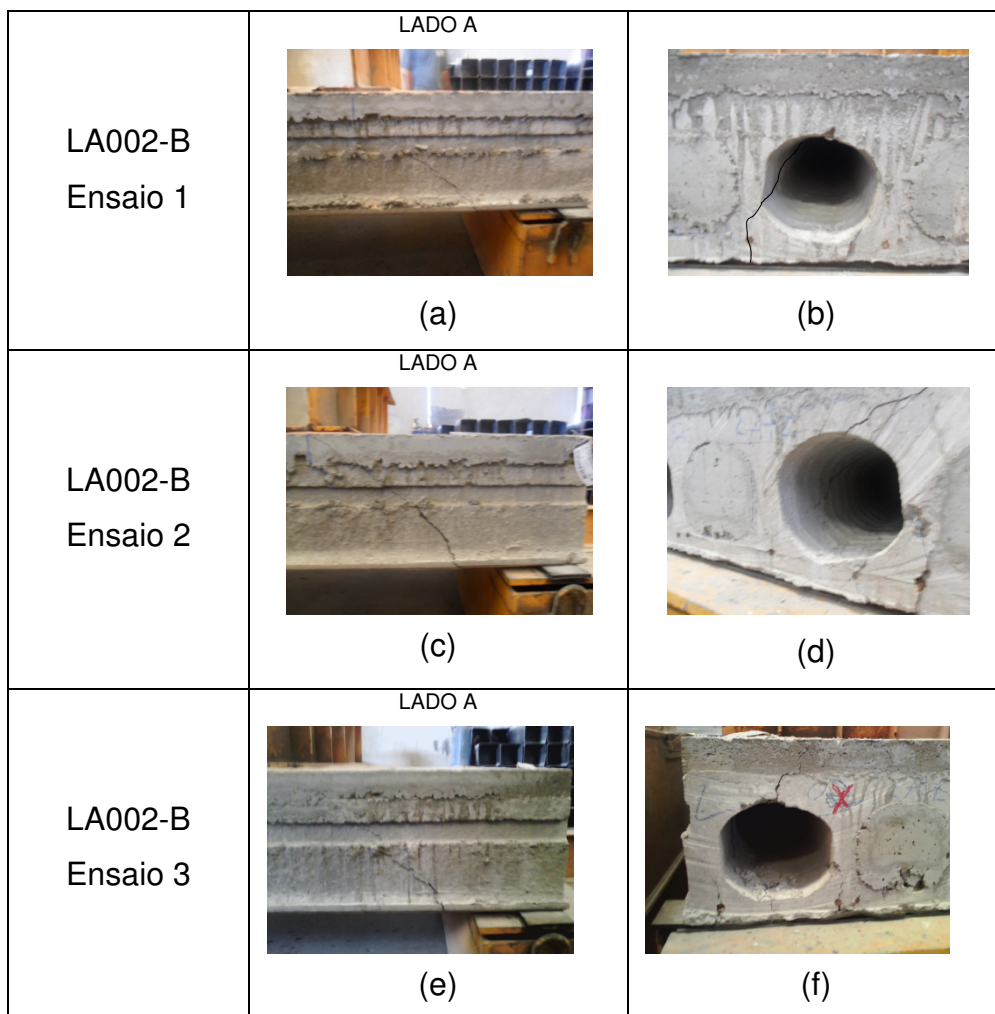 LADO A
LA002-B
Ensaio 1
(a)
(b)
LADO A
LA002-B
Ensaio 2
(c)
(d)
LADO A
LA002-B
Ensaio 3
(e)
(f)